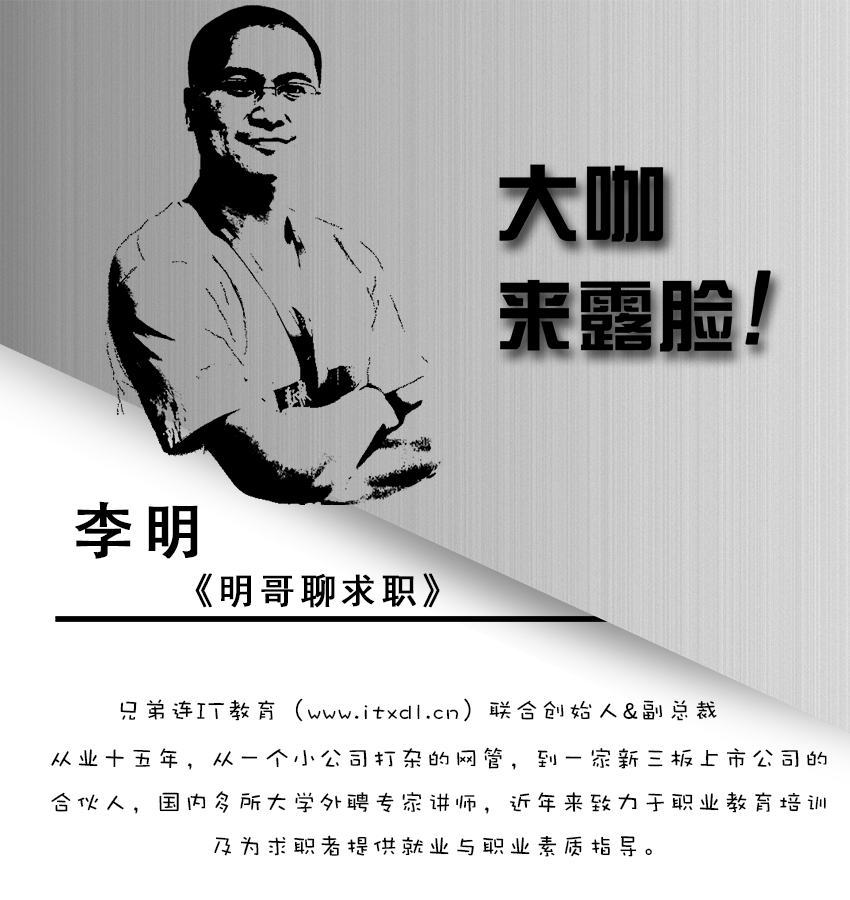 大咖
来露脸!
李明
《明哥聊求职》
兄弟连IT教育（www.itxdl.cn）联合创始人&副总裁
从业十五年，从一个小公司打杂的网管，到一家新三板上市公司的
合伙人，国内多所大学外聘专家讲师，近年来致力于职业教育培训
及为求职者提供就业与职业素质指导。